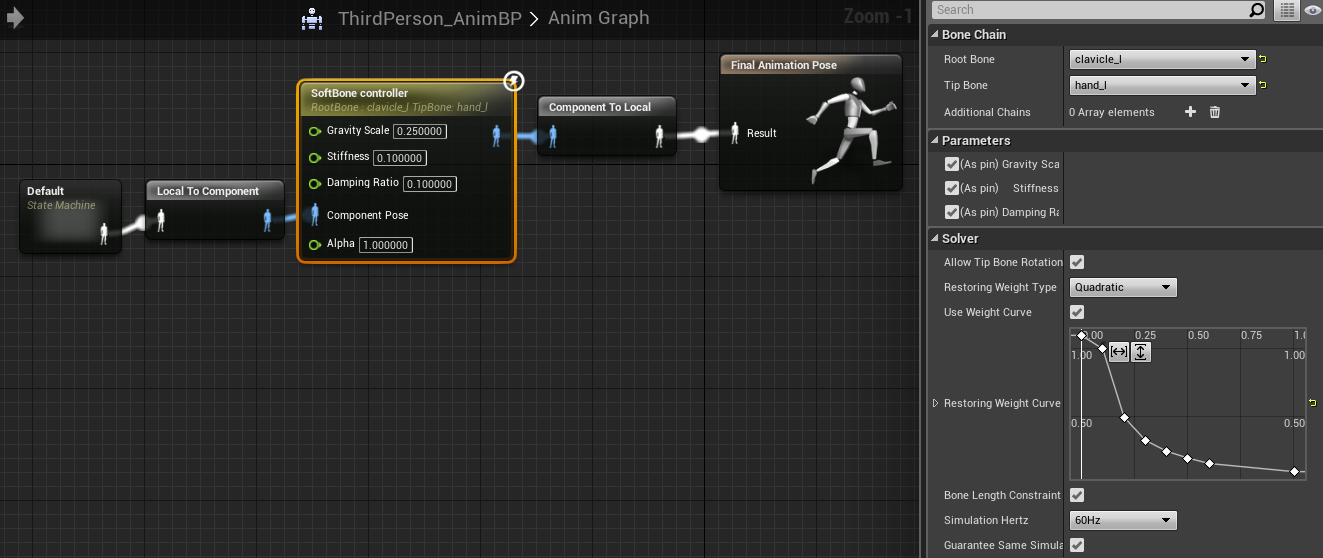 ThirdPerson_AnimBP > Anim Graph
Zoom -1
SoftBone controller
RootBone : clavicle_l TipBone: hand_l
Gravity Scale 0.250000
Stiffness 0.100000
Damping Ratio 0.100000
Component Pose
Alpha 1.000000
Default
State Machine
Local To Component
Component To Local
Final Animation Pose
Result
Search
Bone Chain
Root Bone clavicle_l
Tip Bone hand_l
Additional Chains 0 Array elements
Parameters
(As pin) Gravity Sca
(As pin) Stiffness
(As pin) Damping Ra
Solver
Allow Tip Bone Rotation
Restoring Weight Type Quadratic
Use Weight Curve
0.00 0.25 0.50 0.75 1.(
1.00 1.00
Restoring Weight Curve
0.50 0.50
Bone Length Constraint
Simulation Hertz 60Hz
Guarantee Same Simula